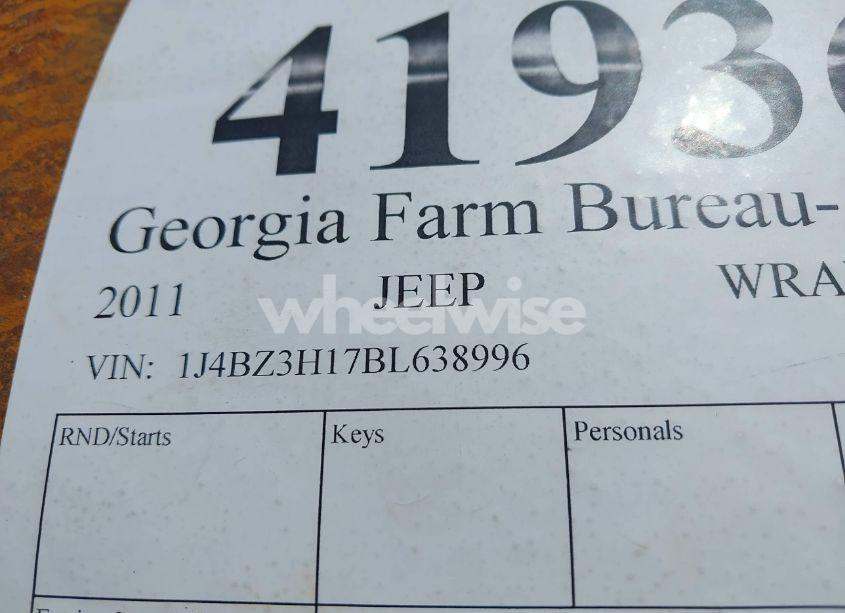 4193
Georgia Farm Bureau-
2011 JEEP WRA
wheelwise
VIN: 1J4BZ3H17BL638996
RND/Starts Keys Personals